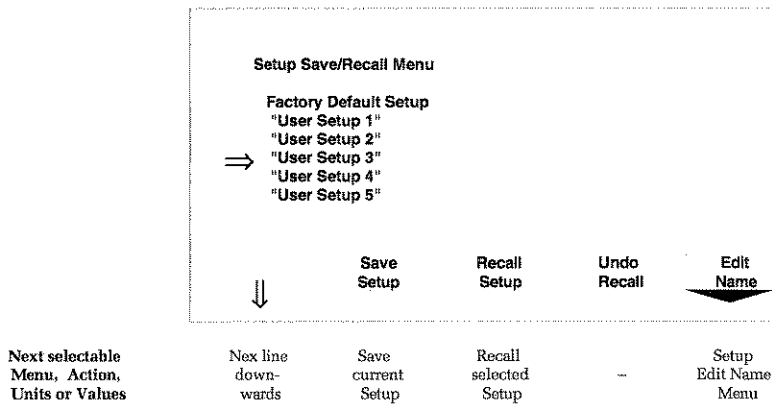 Setup Save/Recall Menu
Factory Default Setup
"User Setup 1"
"User Setup 2"
⇒ "User Setup 3"
"User Setup 4"
"User Setup 5"
Save Recall Undo Edit
⇓ Setup Setup Recall Name
Next selectable Nex line Save Recall Setup
Menu, Action, down- current selected – Edit Name
Units or Values wards Setup Setup Menu